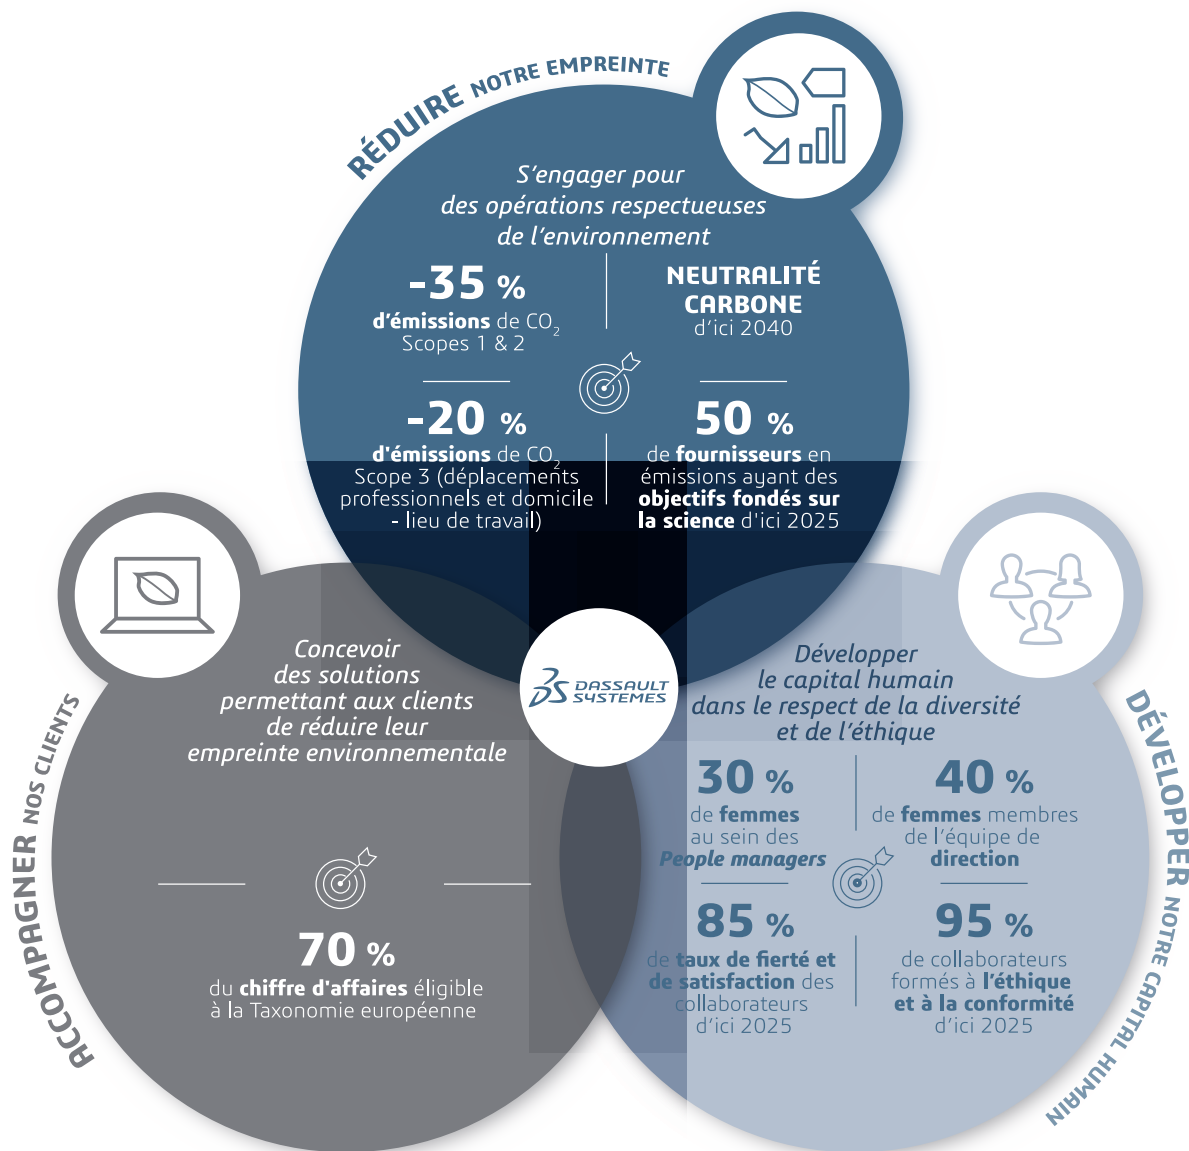 RÉDUIRE NOTRE EMPREINTE
S'engager pour
des opérations respectueuses
de l'environnement
-35 %
d'émissions de CO₂
Scopes 1 & 2
NEUTRALITÉ
CARBONE
d'ici 2040
-20 %
d'émissions de CO₂
Scope 3 (déplacements
professionnels et domicile
- lieu de travail)
50 %
de fournisseurs en
émissions ayant des
objectifs fondés sur
la science d'ici 2025
ACCOMPAGNER NOS CLIENTS
Concevoir
des solutions
permettant aux clients
de réduire leur
empreinte environnementale
70 %
du chiffre d'affaires éligible
à la Taxonomie européenne
DASSAULT
SYSTEMES
DÉVELOPPER NOTRE CAPITAL HUMAIN
Développer
le capital humain
dans le respect de la diversité
et de l'éthique
30 %
de femmes
au sein des
People managers
40 %
de femmes membres
de l'équipe de
direction
85 %
de taux de fierté et
de satisfaction des
collaborateurs
d'ici 2025
95 %
de collaborateurs
formés à l'éthique
et à la conformité
d'ici 2025